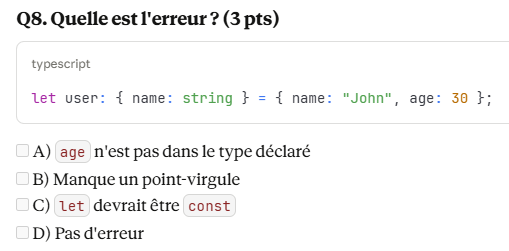 Q8. Quelle est l'erreur ? (3 pts)
typescript
let user: { name: string } = { name: "John", age: 30 };
A) age n'est pas dans le type déclaré
B) Manque un point-virgule
C) let devrait être const
D) Pas d'erreur